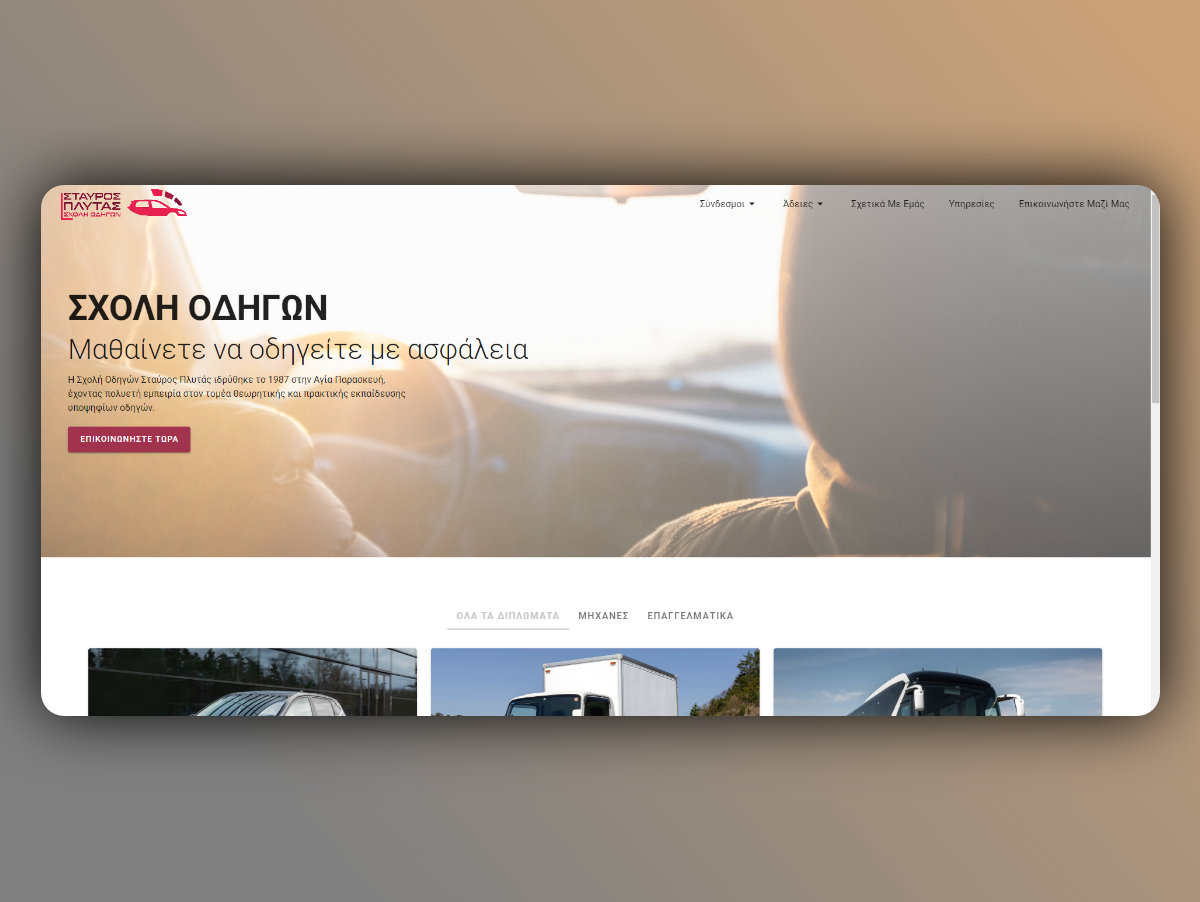 ΣΤΑΥΡΟΣ
ΠΛΥΤΑΣ
ΣΧΟΛΗ ΟΔΗΓΩΝ
Σύνδεσμοι
Άδειες
Σχετικά Με Εμάς
Υπηρεσίες
Επικοινωνήστε Μαζί Μας
ΣΧΟΛΗ ΟΔΗΓΩΝ
Μαθαίνετε να οδηγείτε με ασφάλεια
Η Σχολή Οδηγών Σταύρος Πλυτάς ιδρύθηκε το 1987 στην Αγία Παρασκευή,
έχοντας πολυετή εμπειρία στον τομέα θεωρητικής και πρακτικής εκπαίδευσης
υποψηφίων οδηγών.
ΕΠΙΚΟΙΝΩΝΗΣΤΕ ΤΩΡΑ
ΟΛΑ ΤΑ ΔΙΠΛΩΜΑΤΑ
ΜΗΧΑΝΕΣ
ΕΠΑΓΓΕΛΜΑΤΙΚΑ